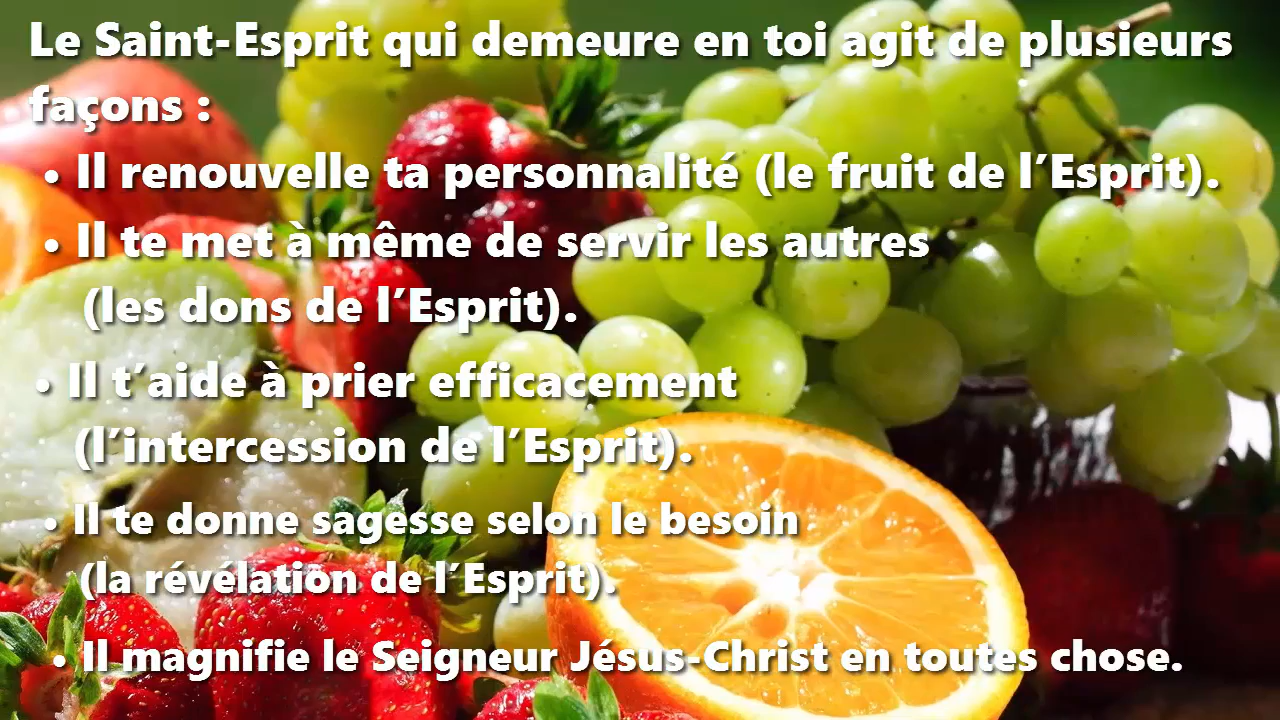 Le Saint-Esprit qui demeure en toi agit de plusieurs
façons :
• Il renouvelle ta personnalité (le fruit de l’Esprit).
• Il te met à même de servir les autres
(les dons de l’Esprit).
• Il t’aide à prier efficacement
(l’intercession de l’Esprit).
• Il te donne sagesse selon le besoin
(la révélation de l’Esprit).
• Il magnifie le Seigneur Jésus-Christ en toutes chose.